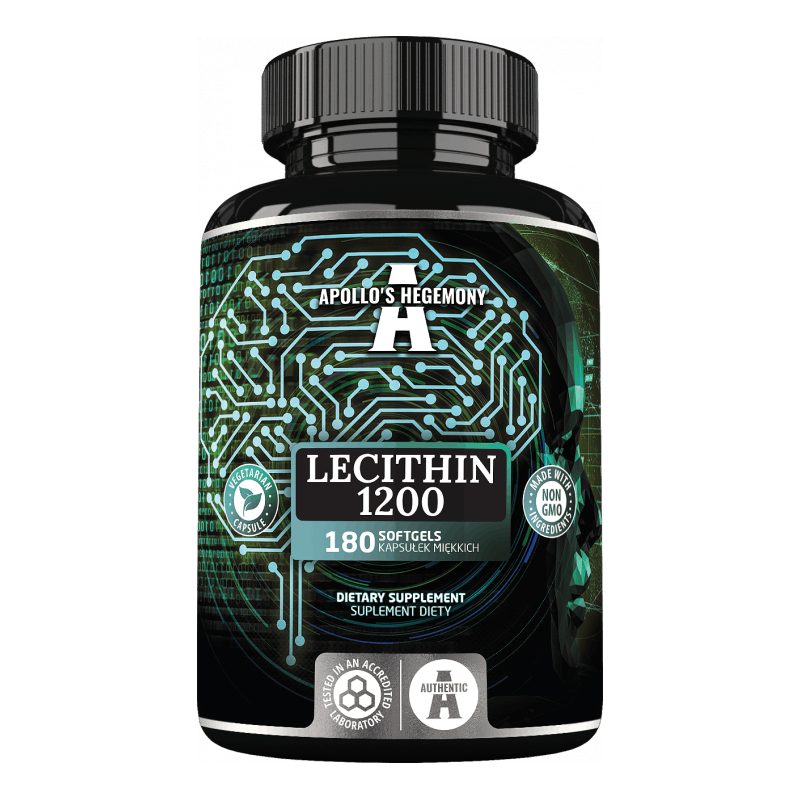 APOLLO'S HEGEMONY
LECITHIN
1200
VEGETARIAN
CAPSULE
MADE WITH
NON
GMO
INGREDIENTS
180 SOFTGELS
KAPSUŁEK MIĘKKICH
DIETARY SUPPLEMENT
SUPLEMENT DIETY
TESTED IN AN ACCREDITED
LABORATORY
AUTHENTIC